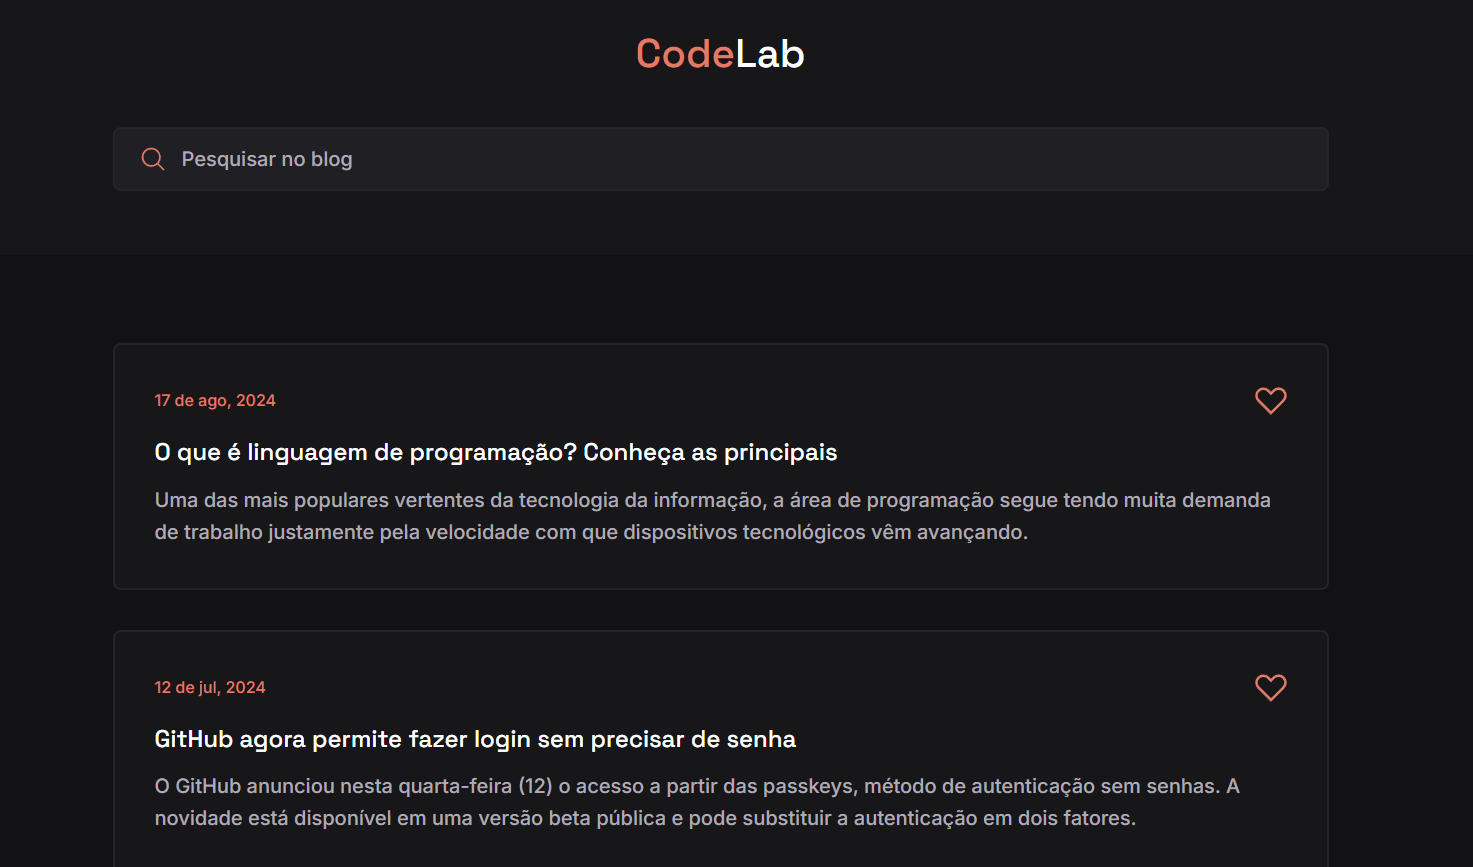 CodeLab
Pesquisar no blog
17 de ago, 2024
O que é linguagem de programação? Conheça as principais
Uma das mais populares vertentes da tecnologia da informação, a área de programação segue tendo muita demanda
de trabalho justamente pela velocidade com que dispositivos tecnológicos vêm avançando.
12 de jul, 2024
GitHub agora permite fazer login sem precisar de senha
O GitHub anunciou nesta quarta-feira (12) o acesso a partir das passkeys, método de autenticação sem senhas. A
novidade está disponível em uma versão beta pública e pode substituir a autenticação em dois fatores.